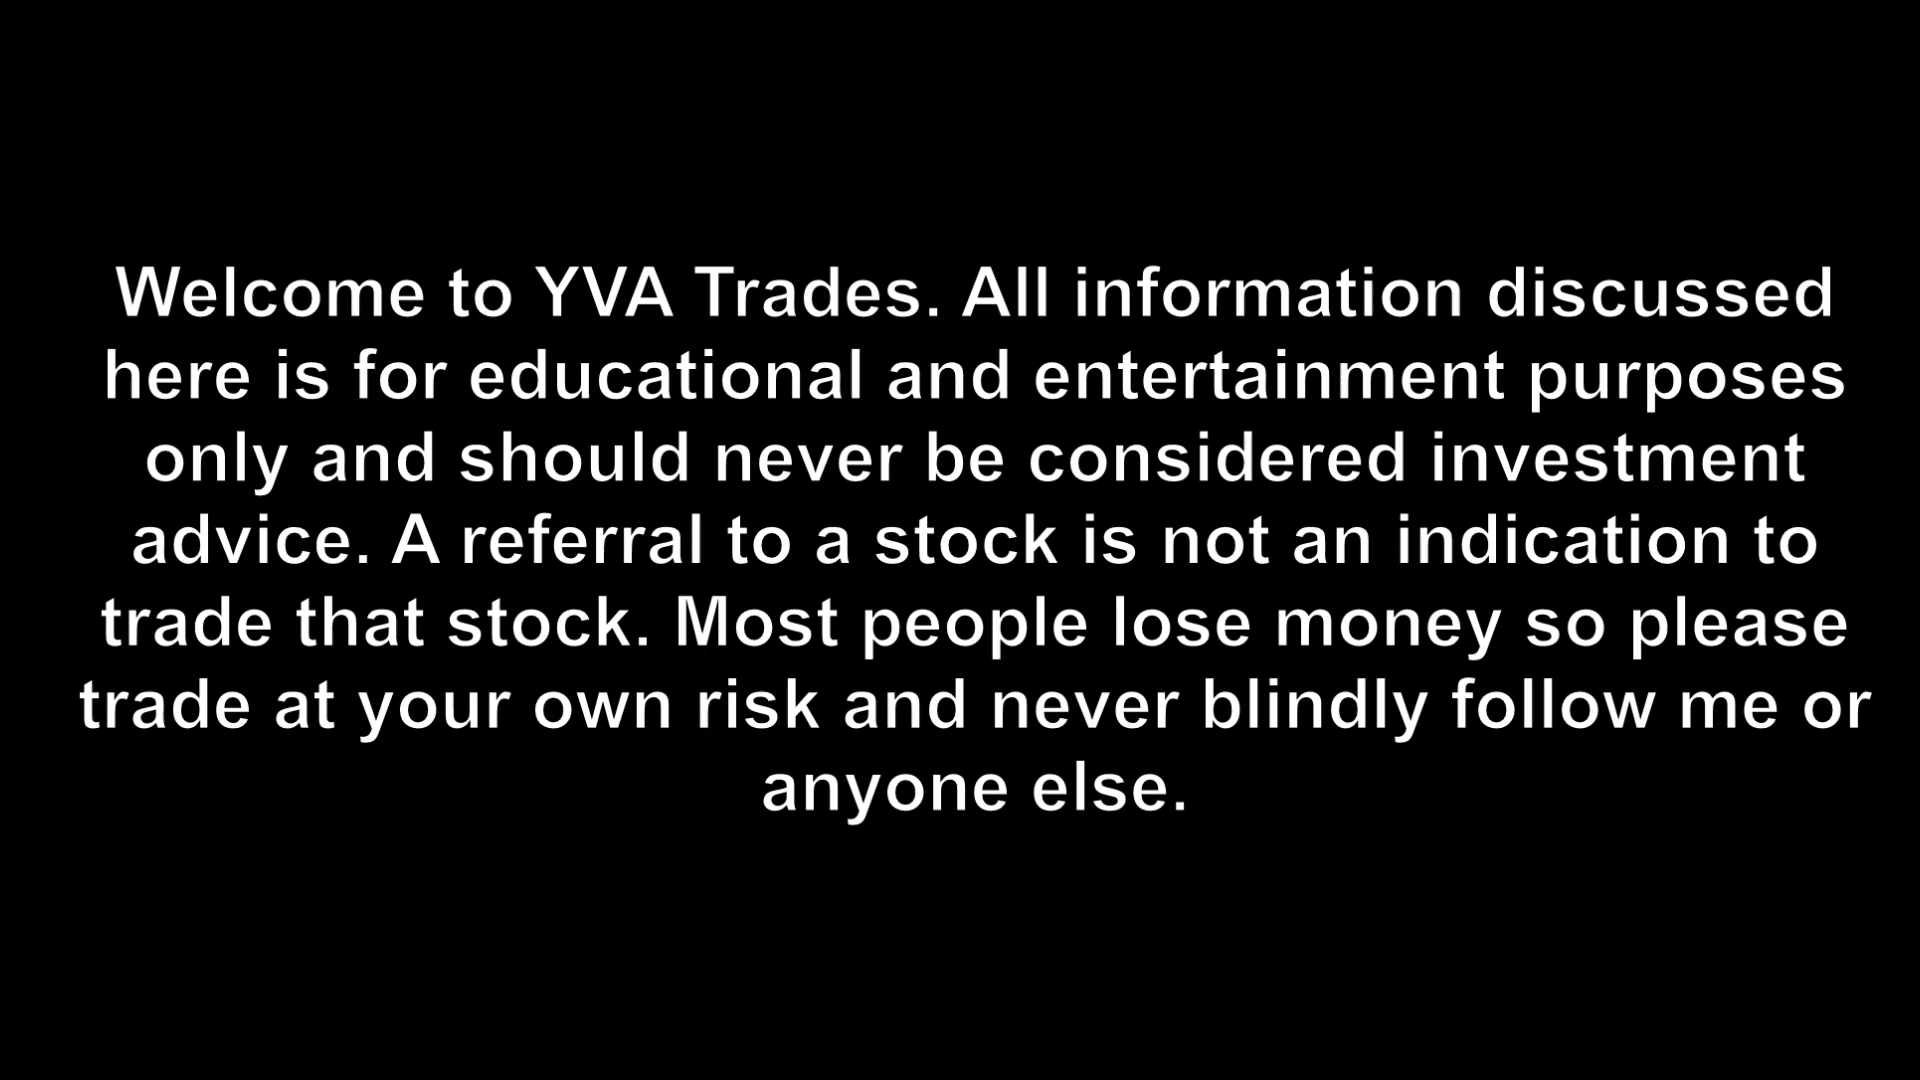 Welcome to YVA Trades. All information discussed
here is for educational and entertainment purposes
only and should never be considered investment
advice. A referral to a stock is not an indication to
trade that stock. Most people lose money so please
trade at your own risk and never blindly follow me or
anyone else.